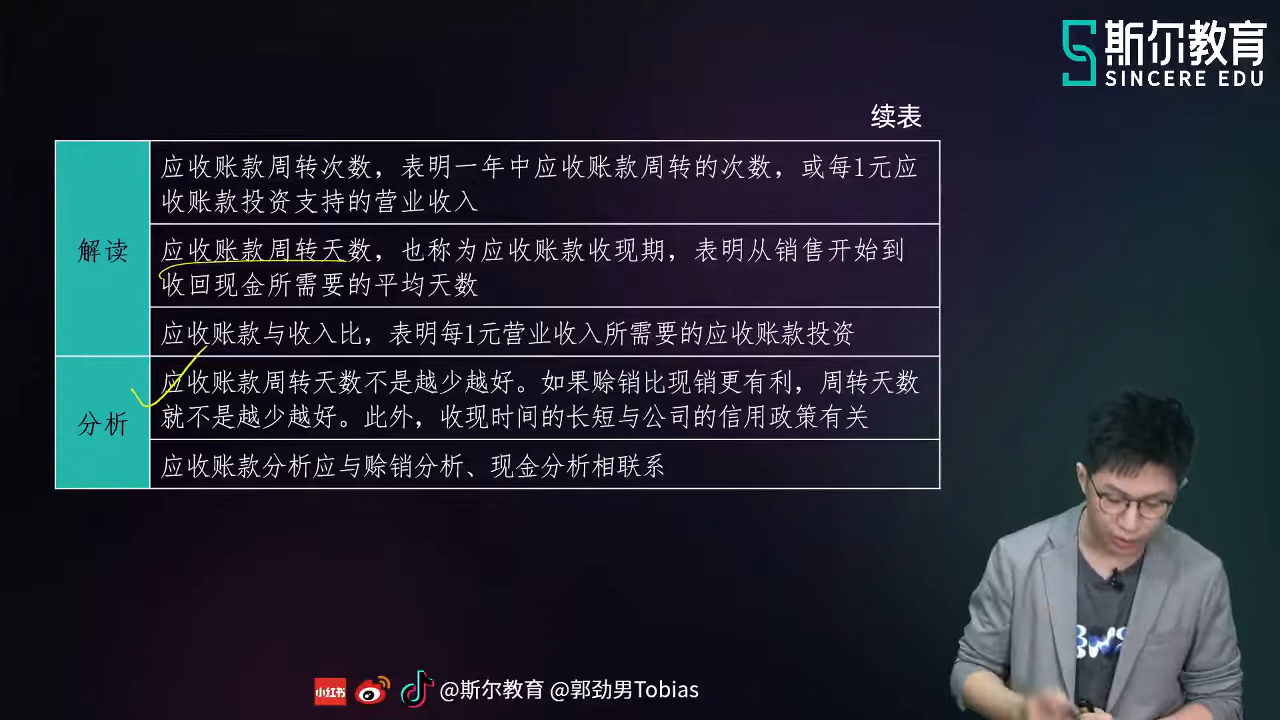 斯尔教育
SINCERE EDU
续表
解读
应收账款周转次数，表明一年中应收账款周转的次数，或每1元应
收账款投资支持的营业收入
应收账款周转天数，也称为应收账款收现期，表明从销售开始到
收回现金所需要的平均天数
应收账款与收入比，表明每1元营业收入所需要的应收账款投资
分析
应收账款周转天数不是越少越好。如果赊销比现销更有利，周转天数
就不是越少越好。此外，收现时间的长短与公司的信用政策有关
应收账款分析应与赊销分析、现金分析相联系
小红书
@斯尔教育 @郭劲男Tobias